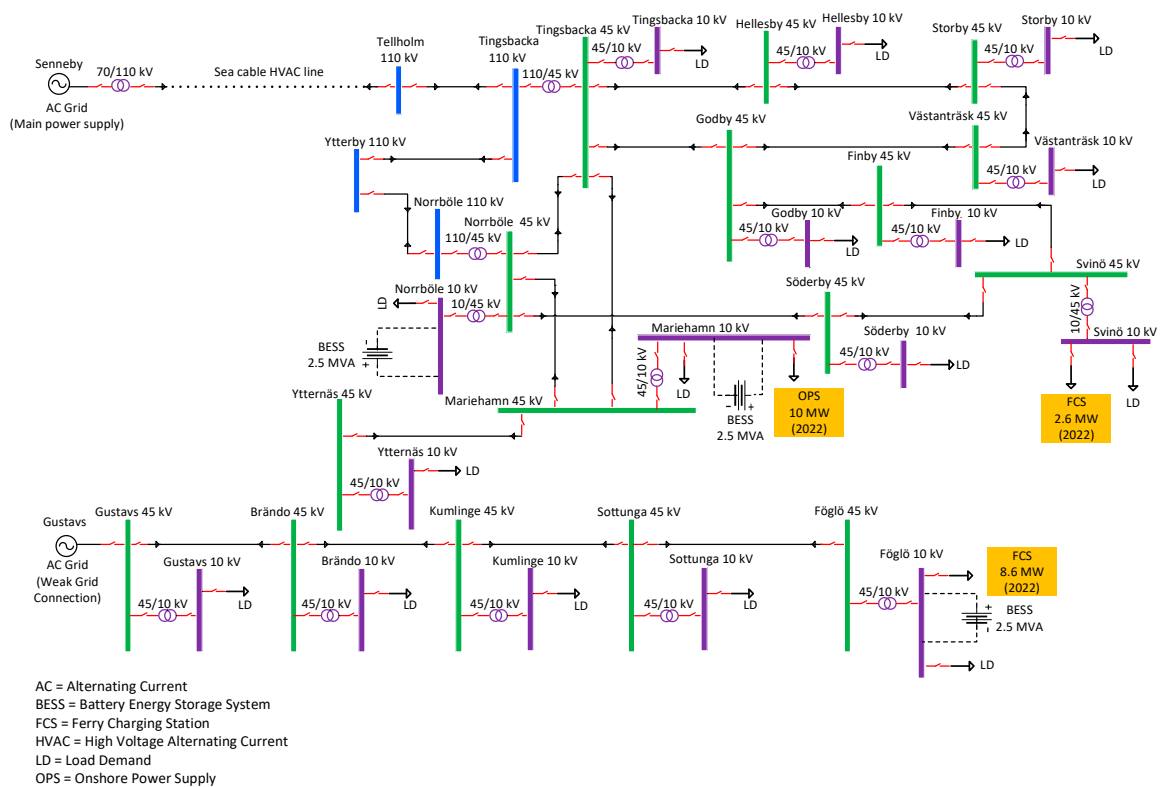 Tingsbacka 10 kV
Hellesby 10 kV
Storby 10 kV
Tingsbacka 45 kV
Hellesby 45 kV
Storby 45 kV
Tellholm
110 kV
Tingsbacka
110 kV
45/10 kV
LD
45/10 kV
LD
45/10 kV
LD
Senneby
70/110 kV
Sea cable HVAC line
110/45 kV
AC Grid
(Main power supply)
Västanträsk 45 kV
Godby 45 kV
Västanträsk 10 kV
Ytterby 110 kV
Finby 45 kV
45/10 kV
LD
Norrböle
110 kV
Norrböle
45 kV
110/45 kV
Godby 10 kV
45/10 kV
LD
Finby 10 kV
45/10 kV
LD
Svinö 45 kV
Norrböle 10 kV
LD
10/45 kV
Söderby 45 kV
10/45 kV
Svinö 10 kV
BESS
2.5 MVA
Mariehamn 10 kV
Söderby 10 kV
45/10 kV
LD
45/10 kV
LD
BESS
2.5 MVA
OPS
10 MW
(2022)
FCS
2.6 MW
(2022)
LD
Ytternäs 45 kV
Mariehamn 45 kV
Ytternäs 10 kV
45/10 kV
LD
Gustavs 45 kV
Brändo 45 kV
Kumlinge 45 kV
Sottunga 45 kV
Föglö 45 kV
Gustavs
AC Grid
(Weak Grid
Connection)
Gustavs 10 kV
45/10 kV
LD
Brändo 10 kV
45/10 kV
LD
Kumlinge 10 kV
45/10 kV
LD
Sottunga 10 kV
45/10 kV
LD
Föglö
10 kV
45/10 kV
FCS
8.6 MW
(2022)
BESS
2.5 MVA
LD
AC = Alternating Current
BESS = Battery Energy Storage System
FCS = Ferry Charging Station
HVAC = High Voltage Alternating Current
LD = Load Demand
OPS = Onshore Power Supply